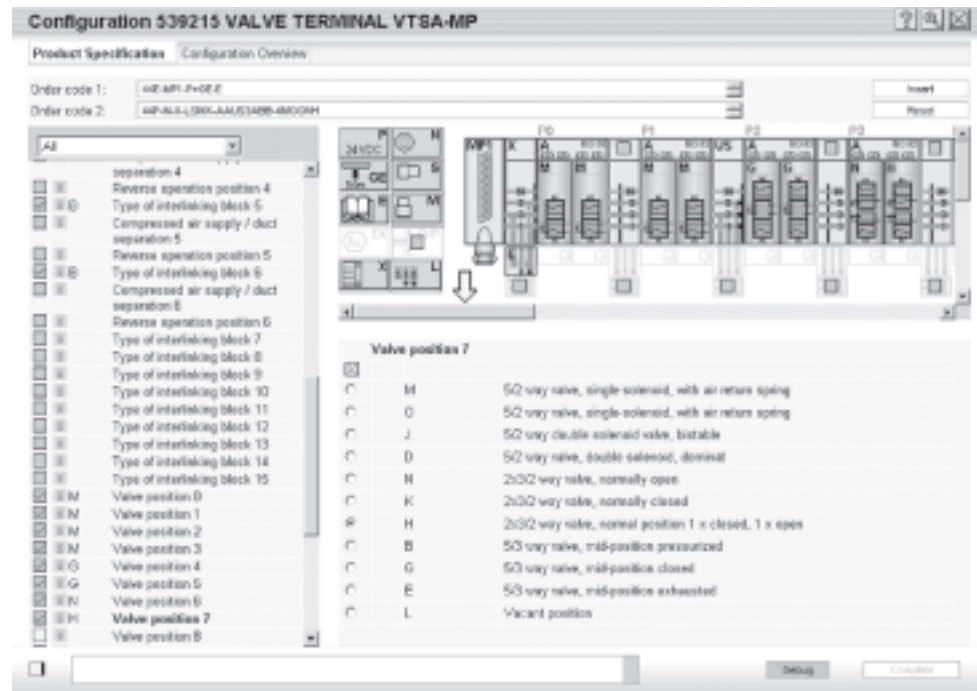 Configuration 539215 VALVE TERMINAL VTSA-MP
Product Specification Configuration Overview
Order code 1:
Insert
Order code 2:
Reset
All
separation 4
Reverse operation position 4
B Type of interlinking block 5
Compressed air supply / duct
separation 5
Reverse operation position 5
B Type of interlinking block 6
Compressed air supply / duct
separation 6
Reverse operation position 6
Type of interlinking block 7
Type of interlinking block 8
Type of interlinking block 9
Type of interlinking block 10
Type of interlinking block 11
Type of interlinking block 12
Type of interlinking block 13
Type of interlinking block 14
Type of interlinking block 15
M Valve position 0
M Valve position 1
M Valve position 2
M Valve position 3
G Valve position 4
G Valve position 5
N Valve position 6
H Valve position 7
Valve position 8
P N
24VDC
GE S
E M
X L
P0 P1 P2 P3
MP1 X A A US A A
M M M M G G N H
Valve position 7
M 5/2 way valve, single-solenoid, with air return spring
O 5/2 way valve, single-solenoid, with air return spring
J 5/2 way double solenoid valve, bistable
D 5/2 way valve, double solenoid, dominat
N 2x3/2 way valve, normally open
K 2x3/2 way valve, normally closed
H 2x3/2 way valve, normal position 1 x closed, 1 x open
B 5/3 way valve, mid-position pressurized
G 5/3 way valve, mid-position closed
E 5/3 way valve, mid-position exhausted
L Vacant position
Debug Complete